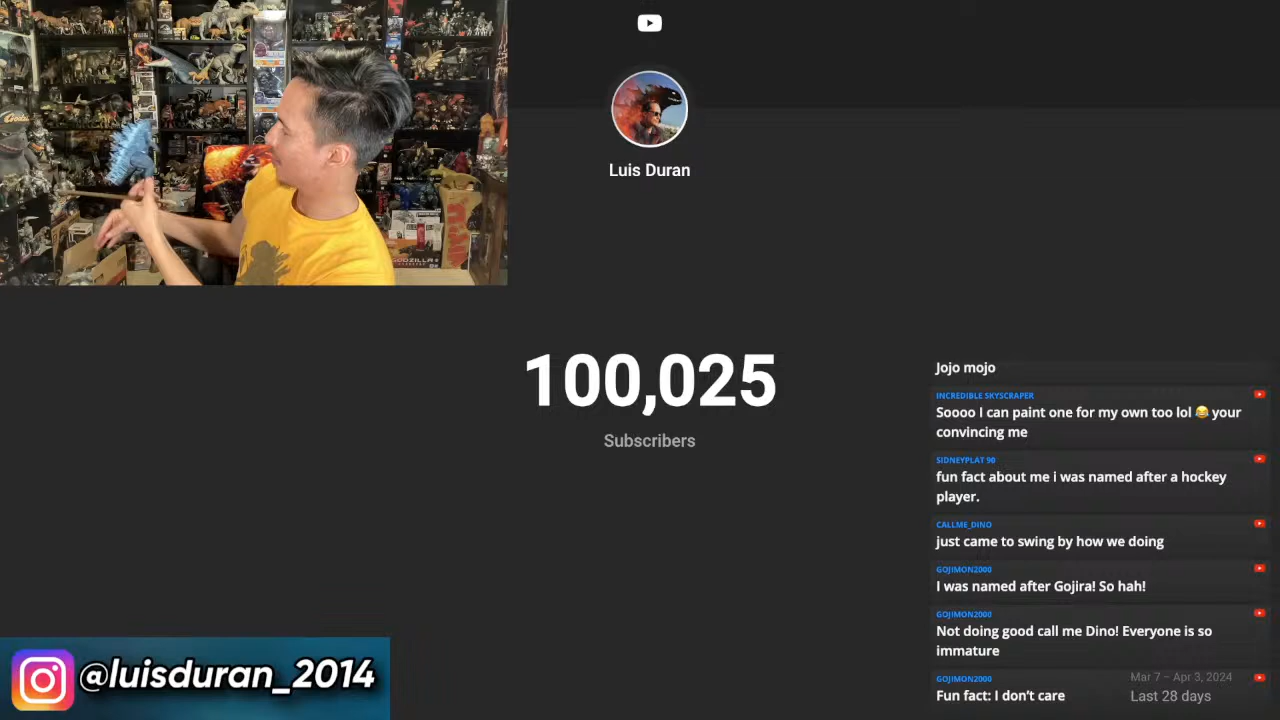 Luis Duran
100,025
Subscribers
Jojo mojo
INCREDIBLE SKYSCRAPER
Soooo I can paint one for my own too lol 😂 your
convincing me
SIDNEYPLAT 90
fun fact about me i was named after a hockey
player.
CALLME_DINO
just came to swing by how we doing
GOJIMON2000
I was named after Gojira! So hah!
GOJIMON2000
Not doing good call me Dino! Everyone is so
immature
GOJIMON2000
Fun fact: I don't care
Mar 7 – Apr 3, 2024
Last 28 days
@luisduran_2014
GODZILLA